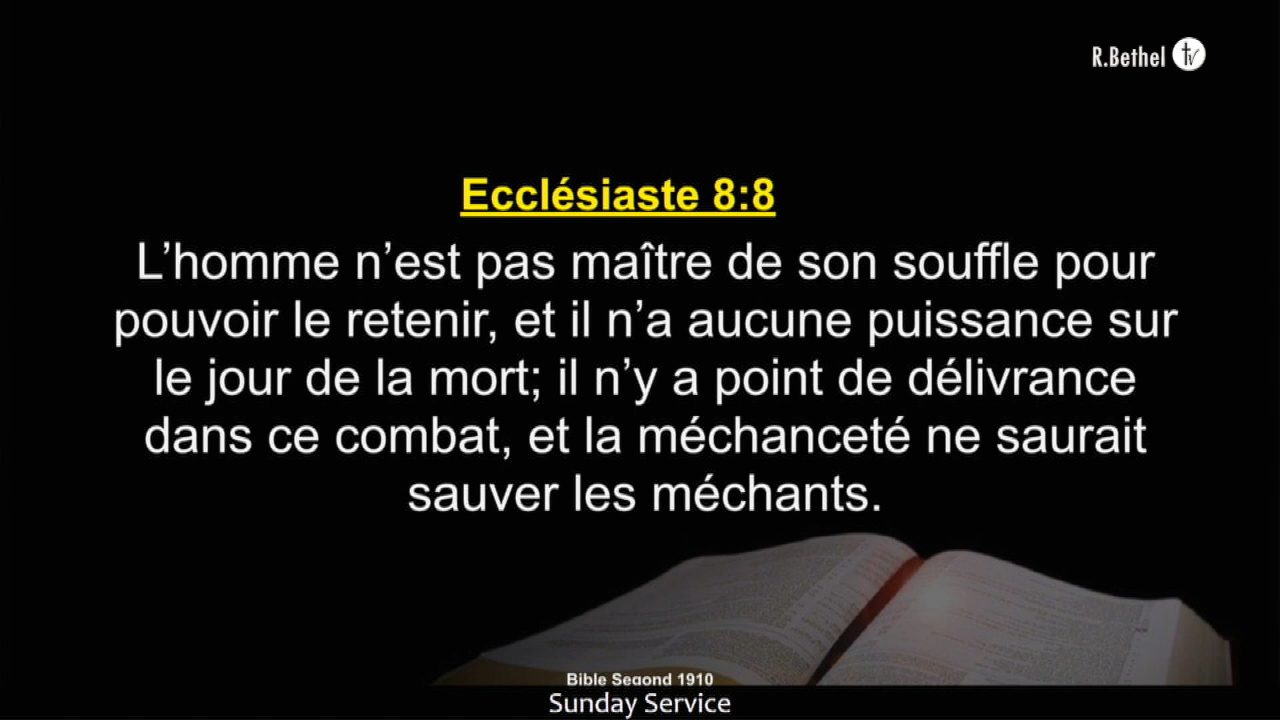 R.Bethel tv
Ecclésiaste 8:8
L’homme n’est pas maître de son souffle pour
pouvoir le retenir, et il n’a aucune puissance sur
le jour de la mort; il n’y a point de délivrance
dans ce combat, et la méchanceté ne saurait
sauver les méchants.
Bible Segond 1910
Sunday Service